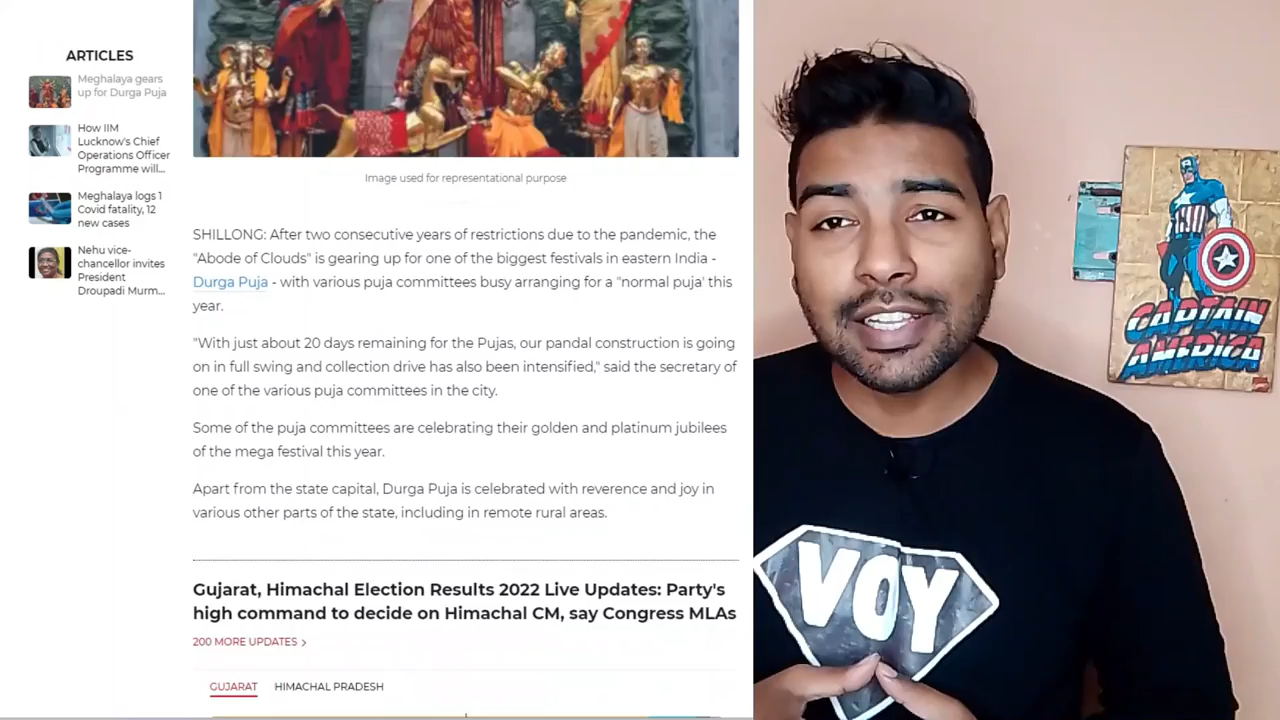 ARTICLES
Meghalaya gears
up for Durga Puja
How IIM
Lucknow's Chief
Operations Officer
Programme will...
Meghalaya logs 1
Covid fatality, 12
new cases
Nehu vice-
chancellor invites
President
Droupadi Murm...
Image used for representational purpose
SHILLONG: After two consecutive years of restrictions due to the pandemic, the
"Abode of Clouds" is gearing up for one of the biggest festivals in eastern India -
Durga Puja - with various puja committees busy arranging for a "normal puja' this
year.
"With just about 20 days remaining for the Pujas, our pandal construction is going
on in full swing and collection drive has also been intensified," said the secretary of
one of the various puja committees in the city.
Some of the puja committees are celebrating their golden and platinum jubilees
of the mega festival this year.
Apart from the state capital, Durga Puja is celebrated with reverence and joy in
various other parts of the state, including in remote rural areas.
Gujarat, Himachal Election Results 2022 Live Updates: Party's
high command to decide on Himachal CM, say Congress MLAs
200 MORE UPDATES >
GUJARAT
HIMACHAL PRADESH
CAPTAIN
AMERICA
VOY